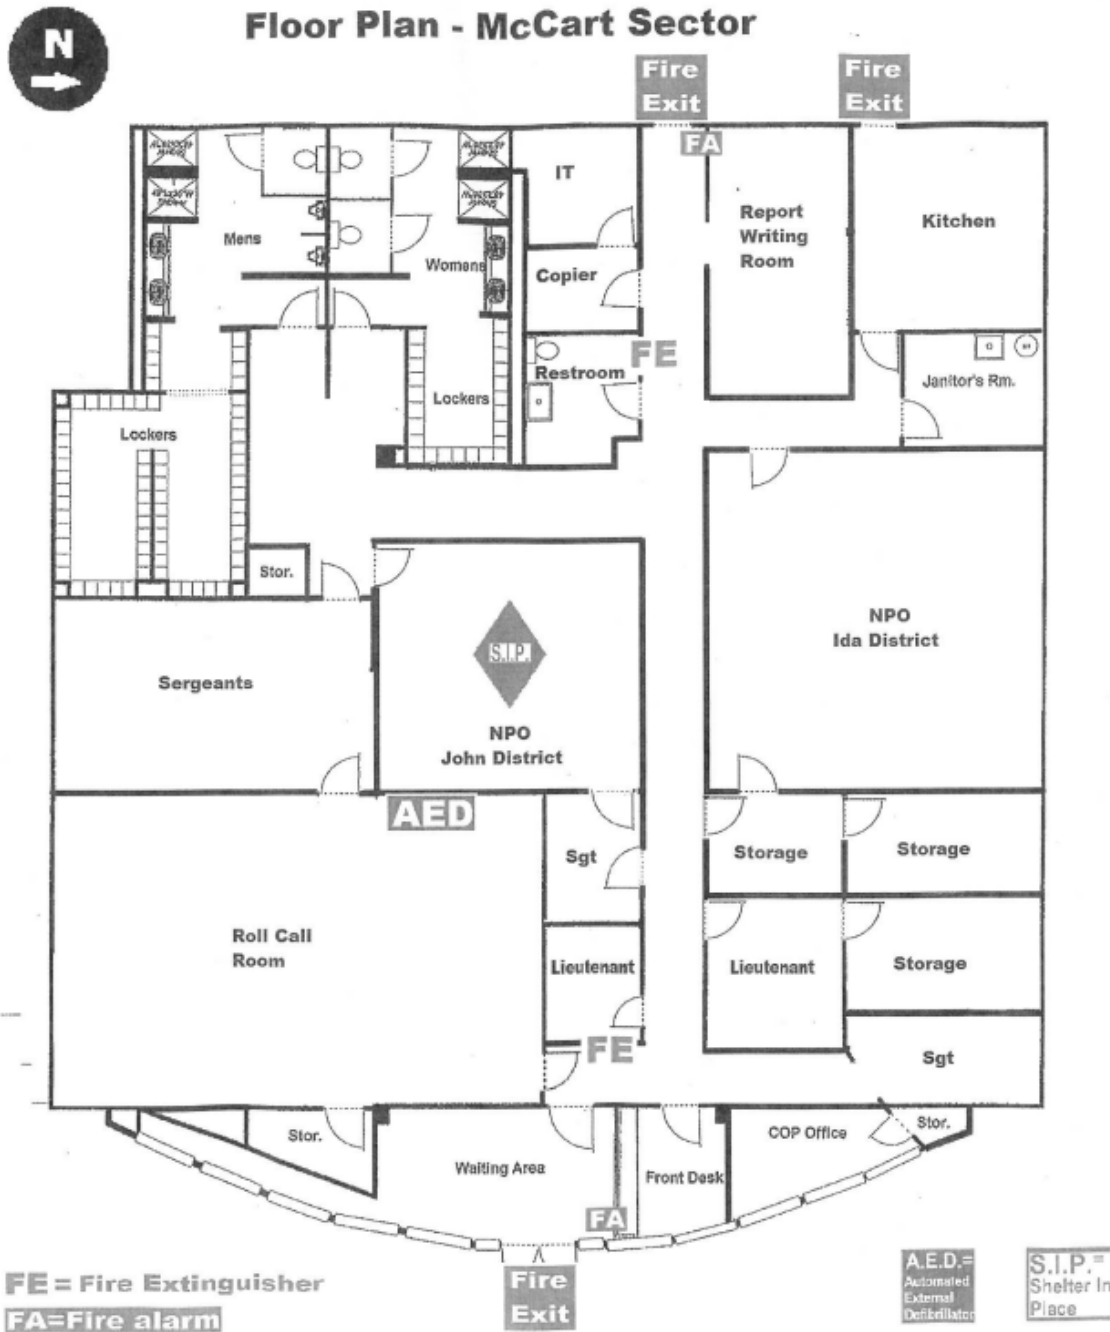 Floor Plan - McCart Sector
N
Fire
Exit
Fire
Exit
FA
IT
Report
Writing
Room
Kitchen
Mens
Womens
Copier
FE
Restroom
Janitor's Rm.
Lockers
Lockers
Stor.
NPO
Ida District
S.I.P.
Sergeants
NPO
John District
AED
Sgt
Storage
Storage
Roll Call
Room
Lieutenant
Lieutenant
Storage
FE
Sgt
Stor.
COP Office
Stor.
Waiting Area
Front Desk
FA
FE = Fire Extinguisher
FA=Fire alarm
Fire
Exit
A.E.D.=
Automated
External
Defibrillator
S.I.P.=
Shelter In
Place